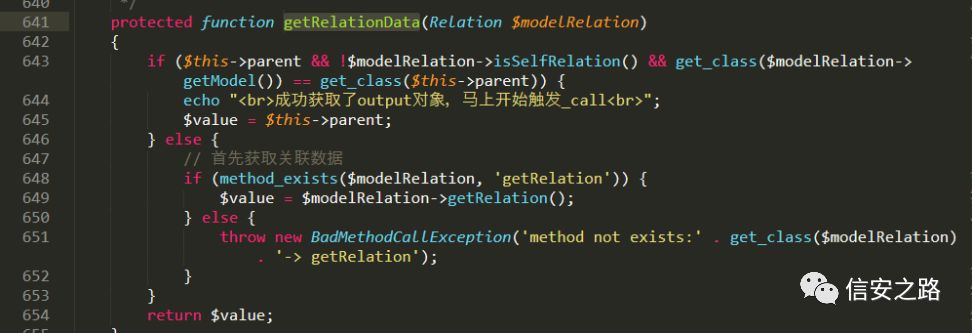 640 */
641 protected function getRelationData(Relation $modelRelation)
642 {
643 if ($this->parent && !$modelRelation->isSelfRelation() && get_class($modelRelation->
getModel()) == get_class($this->parent)) {
644 echo "<br>成功获取了output对象，马上开始触发_call<br>";
645 $value = $this->parent;
646 } else {
647 // 首先获取关联数据
648 if (method_exists($modelRelation, 'getRelation')) {
649 $value = $modelRelation->getRelation();
650 } else {
651 throw new BadMethodCallException('method not exists:' . get_class($modelRelation)
. '-> getRelation');
652 }
653 }
654 return $value;
655 }
信安之路